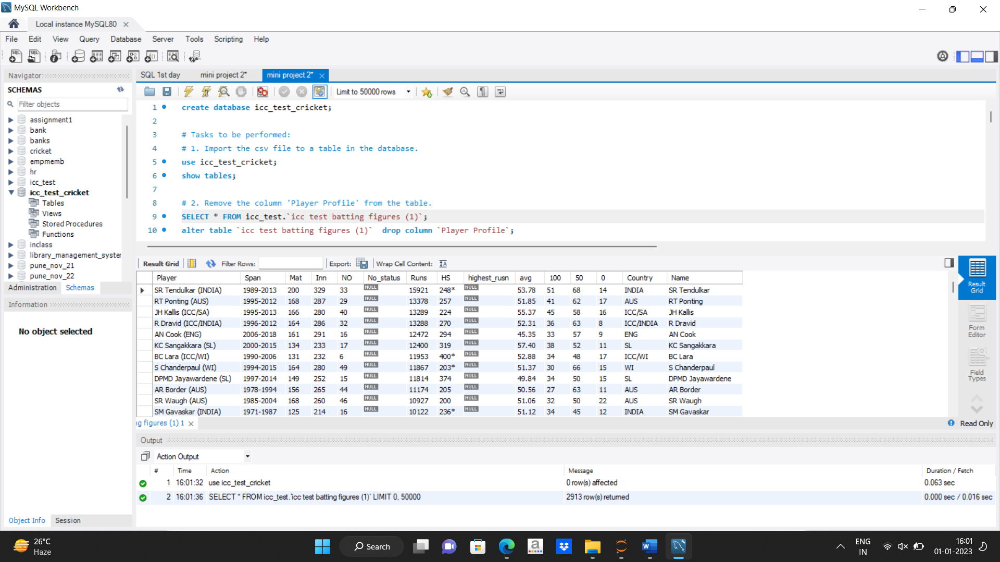 MySQL Workbench
Local instance MySQL80
File Edit View Query Database Server Tools Scripting Help
Navigator
SCHEMAS
Filter objects
assignment1
bank
banks
cricket
empmemb
hr
icc_test
icc_test_cricket
Tables
Views
Stored Procedures
Functions
inclass
library_management_syster
pune_nov_21
pune_nov_22
Administration Schemas
Information
No object selected
Object Info Session
SQL 1st day mini project 2* mini project 2*
Limit to 50000 rows
1 create database icc_test_cricket;
2
3 # Tasks to be performed:
4 # 1. Import the csv file to a table in the database.
5 use icc_test_cricket;
6 show tables;
7
8 # 2. Remove the column 'Player Profile' from the table.
9 SELECT * FROM icc_test.`icc test batting figures (1)`;
10 alter table `icc test batting figures (1)`  drop column `Player Profile`;
Result Grid Filter Rows: Export: Wrap Cell Content:
Player Span Mat Inn NO No_status Runs HS highest_rusn avg 100 50 0 Country Name
SR Tendulkar (INDIA) 1989-2013 200 329 33 NULL 15921 248* NULL 53.78 51 68 14 INDIA SR Tendulkar
RT Ponting (AUS) 1995-2012 168 287 29 NULL 13378 257 NULL 51.85 41 62 17 AUS RT Ponting
JH Kallis (ICC/SA) 1995-2013 166 280 40 NULL 13289 224 NULL 55.37 45 58 16 ICC/SA JH Kallis
R Dravid (ICC/INDIA) 1996-2012 164 286 32 NULL 13288 270 NULL 52.31 36 63 8 ICC/INDIA R Dravid
AN Cook (ENG) 2006-2018 161 291 16 NULL 12472 294 NULL 45.35 33 57 9 ENG AN Cook
KC Sangakkara (SL) 2000-2015 134 233 17 NULL 12400 319 NULL 57.40 38 52 11 SL KC Sangakkara
BC Lara (ICC/WI) 1990-2006 131 232 6 NULL 11953 400* NULL 52.88 34 48 17 ICC/WI BC Lara
S Chanderpaul (WI) 1994-2015 164 280 49 NULL 11867 203* NULL 51.37 30 66 15 WI S Chanderpaul
DPMD Jayawardene (SL) 1997-2014 149 252 15 NULL 11814 374 NULL 49.84 34 50 15 SL DPMD Jayawardene
AR Border (AUS) 1978-1994 156 265 44 NULL 11174 205 NULL 50.56 27 63 11 AUS AR Border
SR Waugh (AUS) 1985-2004 168 260 46 NULL 10927 200 NULL 51.06 32 50 22 AUS SR Waugh
SM Gavaskar (INDIA) 1971-1987 125 214 16 NULL 10122 236* NULL 51.12 34 45 12 INDIA SM Gavaskar
Result
Grid
Form
Editor
Field
Types
ng figures (1) 1
Read Only
Output
Action Output
# Time Action Message Duration / Fetch
1 16:01:32 use icc_test_cricket 0 row(s) affected 0.063 sec
2 16:01:36 SELECT * FROM icc_test.`icc test batting figures (1)` LIMIT 0, 50000 2913 row(s) returned 0.000 sec / 0.016 sec
26°C
Haze
Search
ENG
IN
16:01
01-01-2023